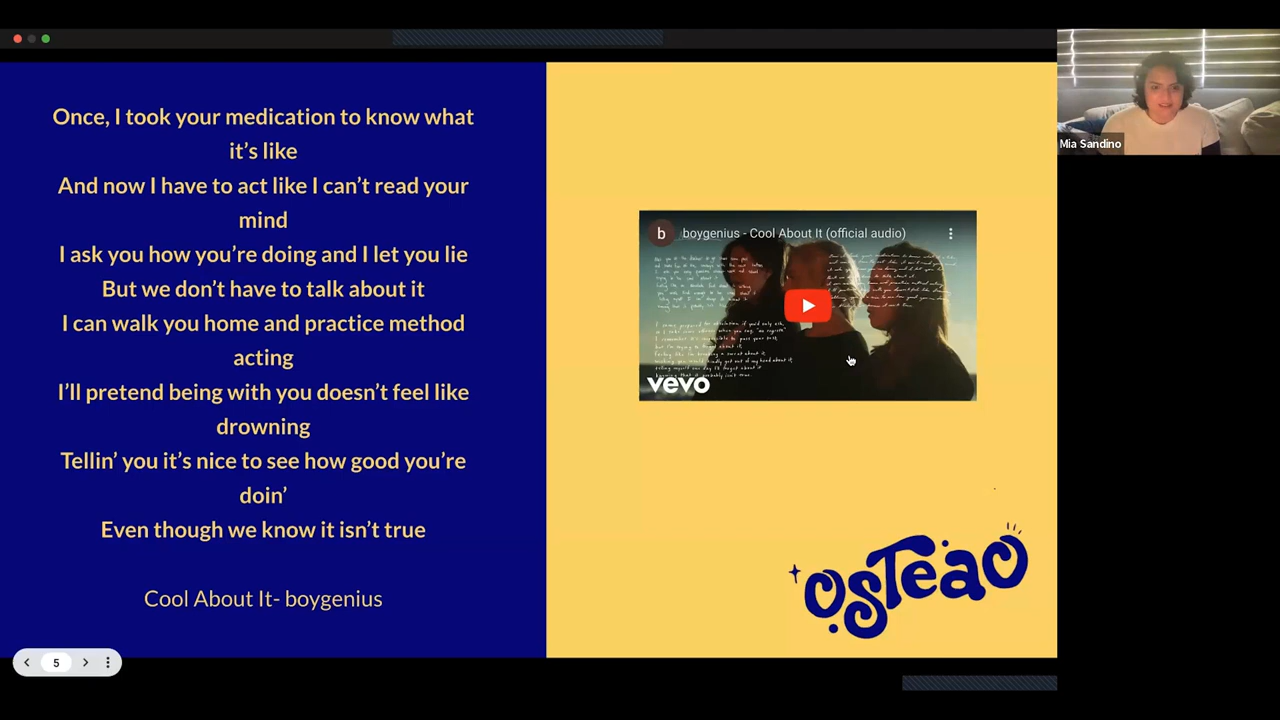 Once, I took your medication to know what
it's like
And now I have to act like I can't read your
mind
I ask you how you're doing and I let you lie
But we don't have to talk about it
I can walk you home and practice method
acting
I'll pretend being with you doesn't feel like
drowning
Tellin' you it's nice to see how good you're
doin'
Even though we know it isn't true
Cool About It- boygenius
b boygenius - Cool About It (official audio)
vevo
OSTEAO
Mia Sandino
5